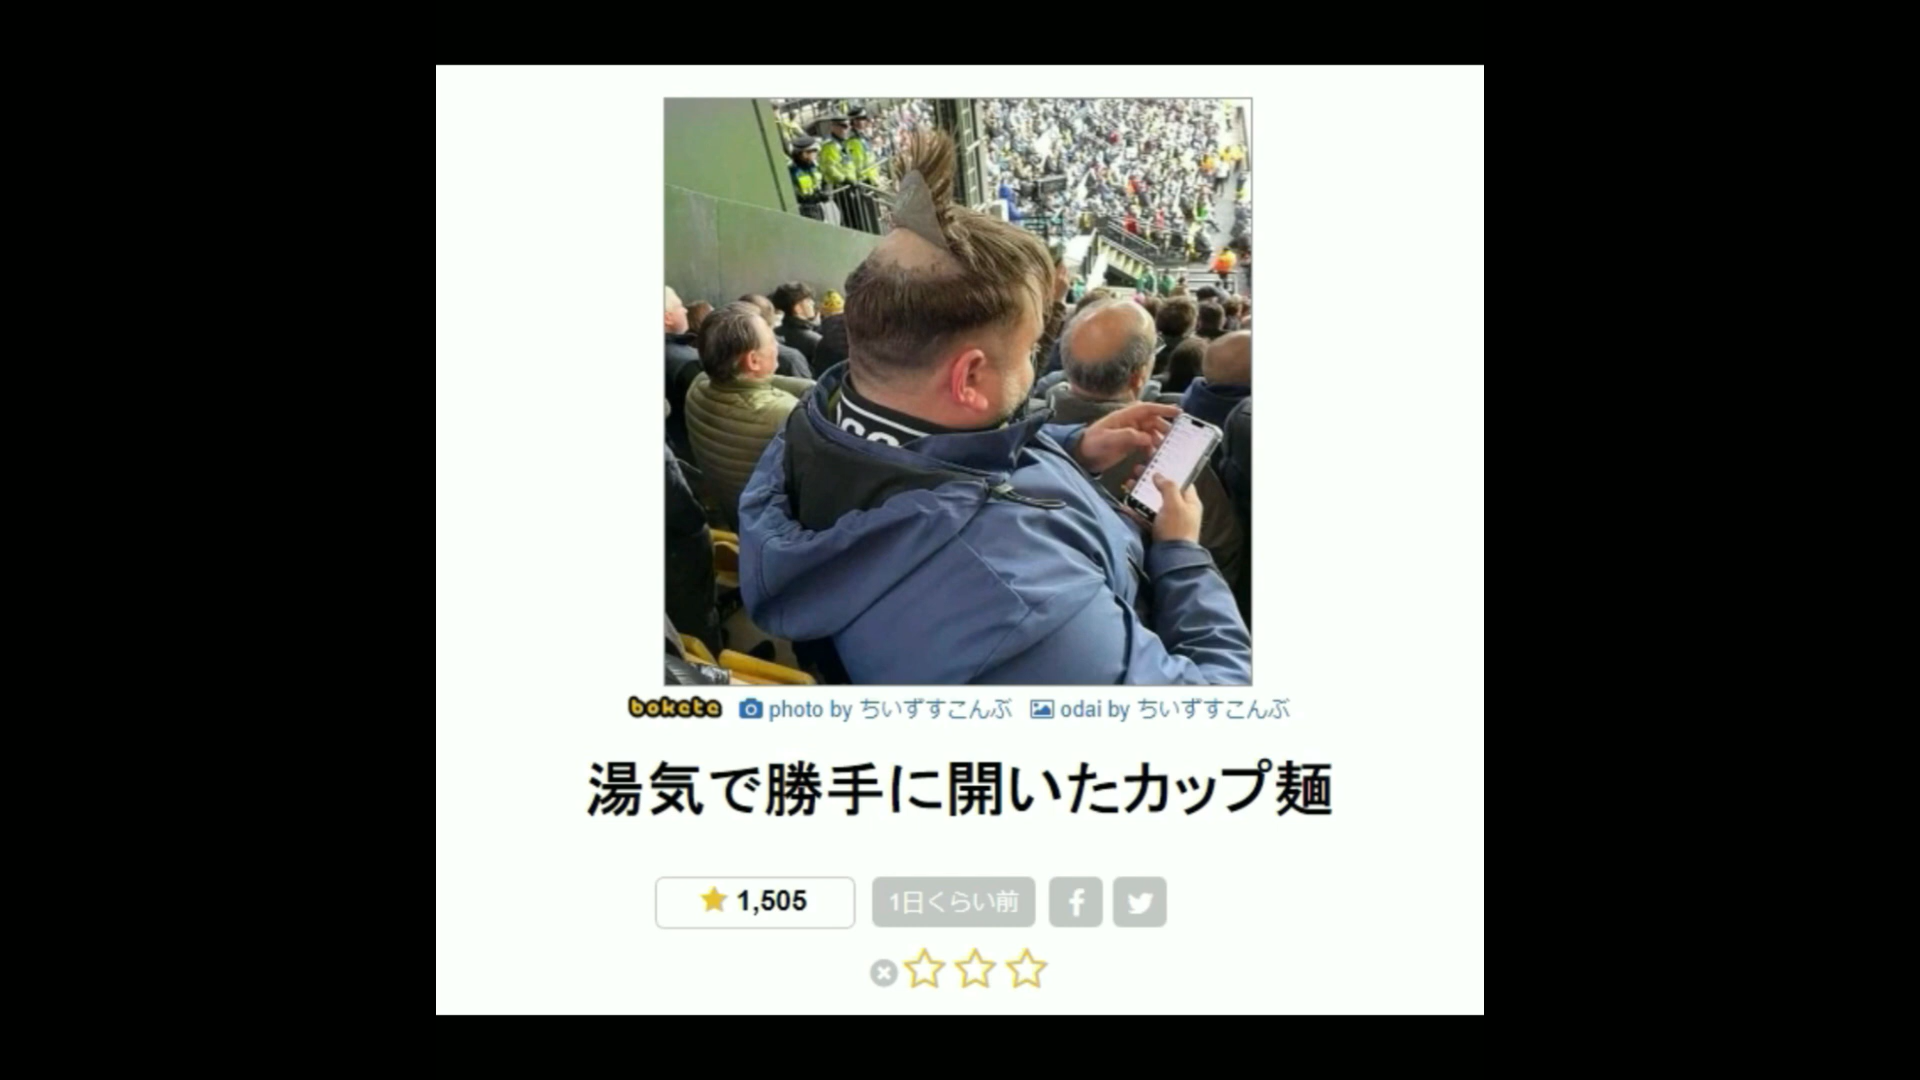 bokete photo by ちいずすこんぶ odai by ちいずすこんぶ
湯気で勝手に開いたカップ麺
1,505 1日くらい前